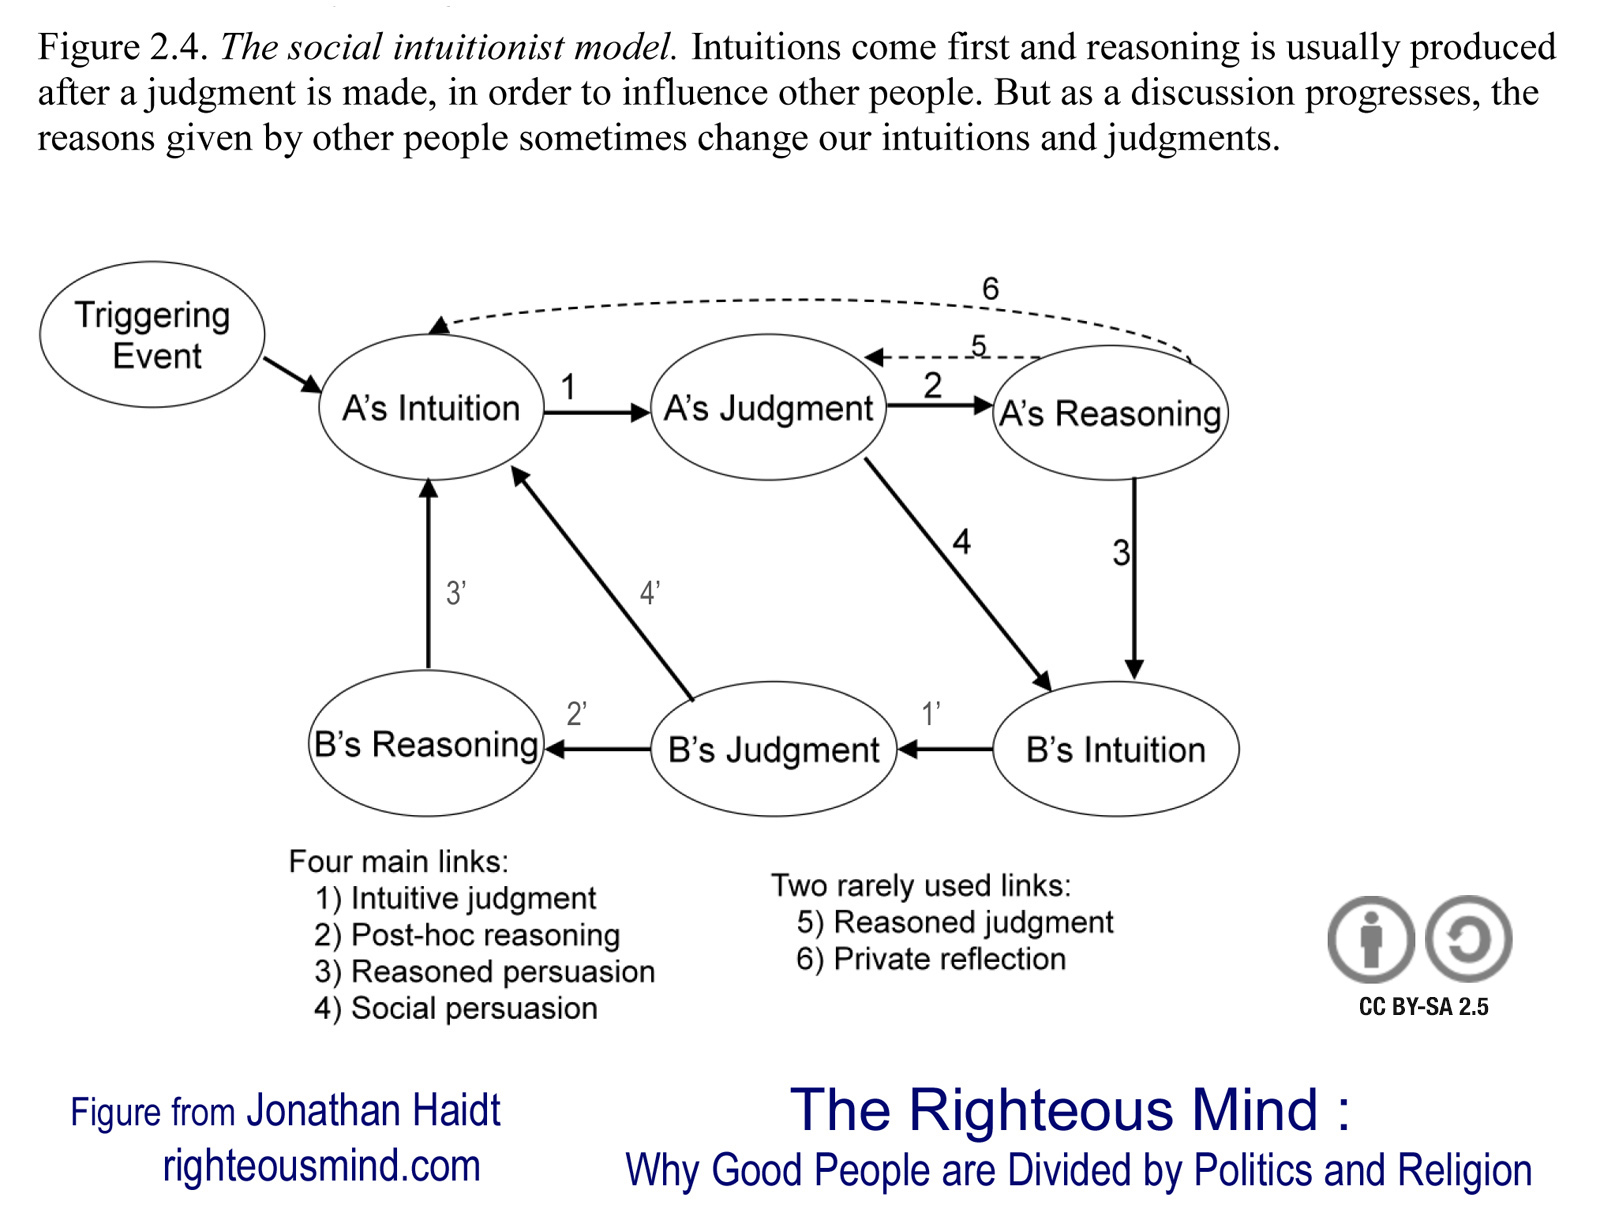 Figure 2.4. The social intuitionist model. Intuitions come first and reasoning is usually produced
after a judgment is made, in order to influence other people. But as a discussion progresses, the
reasons given by other people sometimes change our intuitions and judgments.
Triggering
Event
6
5
A's Intuition
1
A's Judgment
2
A's Reasoning
4
3
3’
4’
2’
1’
B's Reasoning
B's Judgment
B's Intuition
Four main links:
1) Intuitive judgment
2) Post-hoc reasoning
3) Reasoned persuasion
4) Social persuasion
Two rarely used links:
5) Reasoned judgment
6) Private reflection
CC BY-SA 2.5
Figure from Jonathan Haidt
righteousmind.com
The Righteous Mind :
Why Good People are Divided by Politics and Religion